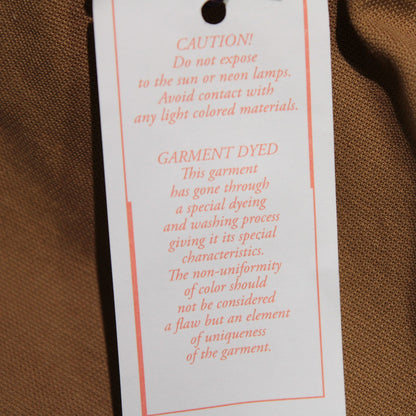 CAUTION!
Do not expose
to the sun or neon lamps.
Avoid contact with
any light colored materials.
GARMENT DYED
This garment
has gone through
a special dyeing
and washing process
giving it its special
characteristics.
The non-uniformity
of color should
not be considered
a flaw but an element
of uniqueness
of the garment.